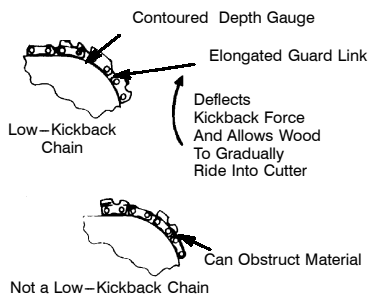 Contoured Depth Gauge
Elongated Guard Link
Deflects
Kickback Force
And Allows Wood
To Gradually
Ride Into Cutter
Low-Kickback
Chain
Can Obstruct Material
Not a Low-Kickback Chain